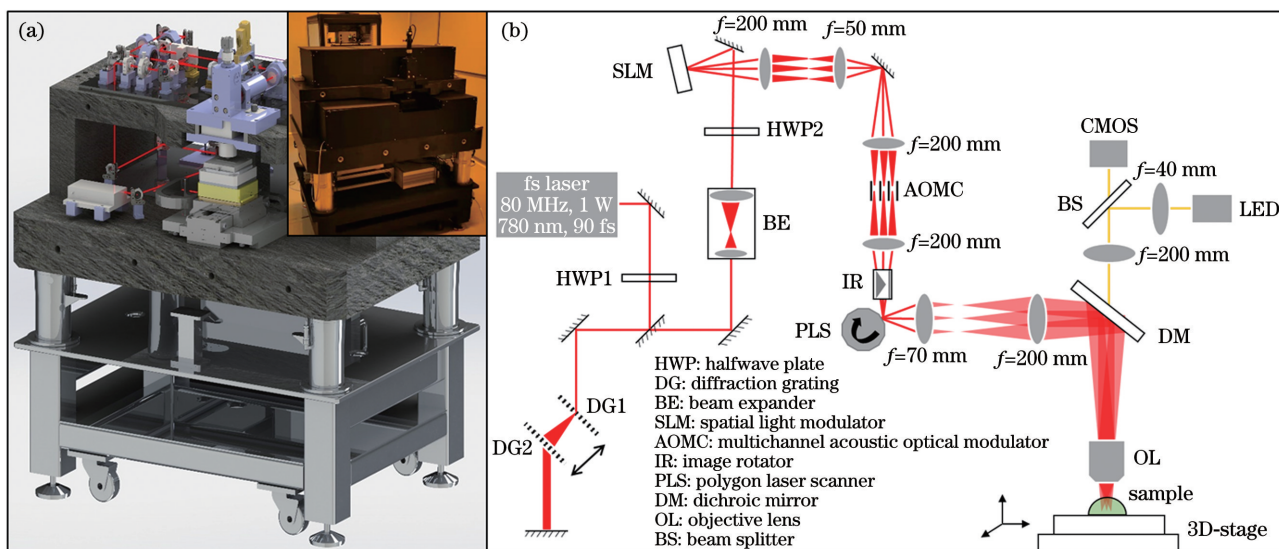 (a)
(b)
f=200 mm
f=50 mm
SLM
HWP2
f=200 mm
AOMC
CMOS
f=40 mm
BS
LED
fs laser
80 MHz, 1 W
780 nm, 90 fs
BE
f=200 mm
f=200 mm
HWP1
IR
PLS
DM
f=70 mm
f=200 mm
HWP: halfwave plate
DG: diffraction grating
BE: beam expander
SLM: spatial light modulator
AOMC: multichannel acoustic optical modulator
IR: image rotator
PLS: polygon laser scanner
DM: dichroic mirror
OL: objective lens
BS: beam splitter
DG1
DG2
OL
sample
3D-stage